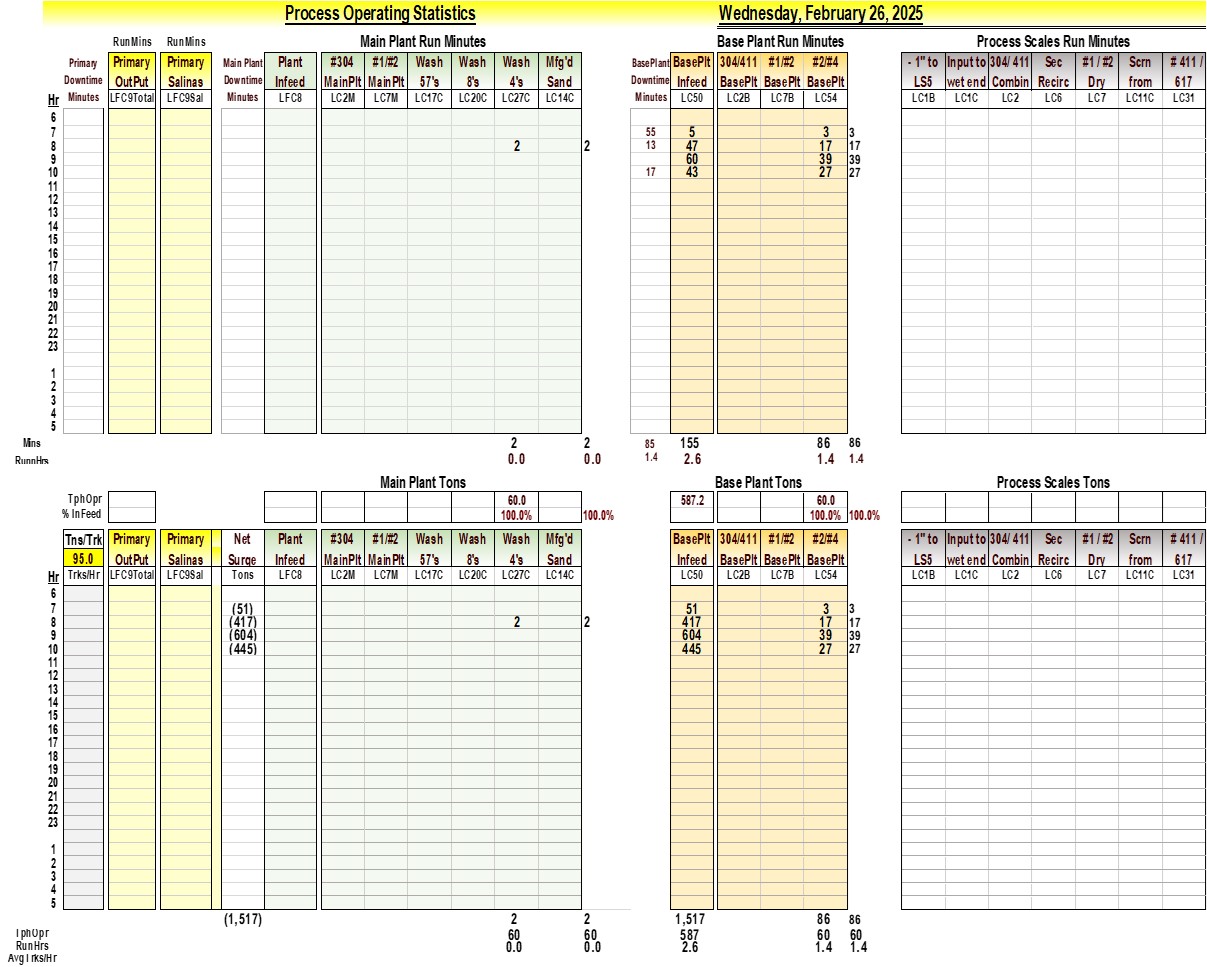 Process Operating Statistics Wednesday, February 26, 2025
RunMins RunMins Main Plant Run Minutes Base Plant Run Minutes Process Scales Run Minutes
Primary Primary Primary Main Plant Plant #304 #1/#2 Wash Wash Wash Mfg'd BasePlant BasePlt 304/411 #1/#2 #2/#4 - 1" to Input to 304/ 411 Sec #1 / #2 Scrn # 411 /
Downtime OutPut Salinas Downtime Infeed MainPlt MainPlt 57's 8's 4's Sand Downtime Infeed BasePlt BasePlt BasePlt LS5 wet end Combin Recirc Dry from 617
Hr Minutes LFC9Total LFC9Sal Minutes LFC8 LC2M LC7M LC17C LC20C LC27C LC14C Minutes LC50 LC2B LC7B LC54 LC1B LC1C LC2 LC6 LC7 LC11C LC31
6
7 55 5 3 3
8 2 2 13 47 17 17
9 60 39 39
10 17 43 27 27
11
12
13
14
15
16
17
18
19
20
21
22
23
1
2
3
4
5
Mins 2 2 85 155 86 86
RunnHrs 0.0 0.0 1.4 2.6 1.4 1.4
Main Plant Tons Base Plant Tons Process Scales Tons
TphOpr 60.0 587.2 60.0
% InFeed 100.0% 100.0% 100.0% 100.0%
Tns/Trk Primary Primary Net Plant #304 #1/#2 Wash Wash Wash Mfg'd BasePlt 304/411 #1/#2 #2/#4 - 1" to Input to 304/ 411 Sec #1 / #2 Scrn # 411 /
95.0 OutPut Salinas Surge Infeed MainPlt MainPlt 57's 8's 4's Sand Infeed BasePlt BasePlt BasePlt LS5 wet end Combin Recirc Dry from 617
Hr Trks/Hr LFC9Total LFC9Sal Tons LFC8 LC2M LC7M LC17C LC20C LC27C LC14C LC50 LC2B LC7B LC54 LC1B LC1C LC2 LC6 LC7 LC11C LC31
6
7 (51) 51 3 3
8 (417) 2 2 417 17 17
9 (604) 604 39 39
10 (445) 445 27 27
11
12
13
14
15
16
17
18
19
20
21
22
23
1
2
3
4
5
(1,517) 2 2 1,517 86 86
TphOpr 60 60 587 60 60
RunHrs 0.0 0.0 2.6 1.4 1.4
AvgTrks/Hr